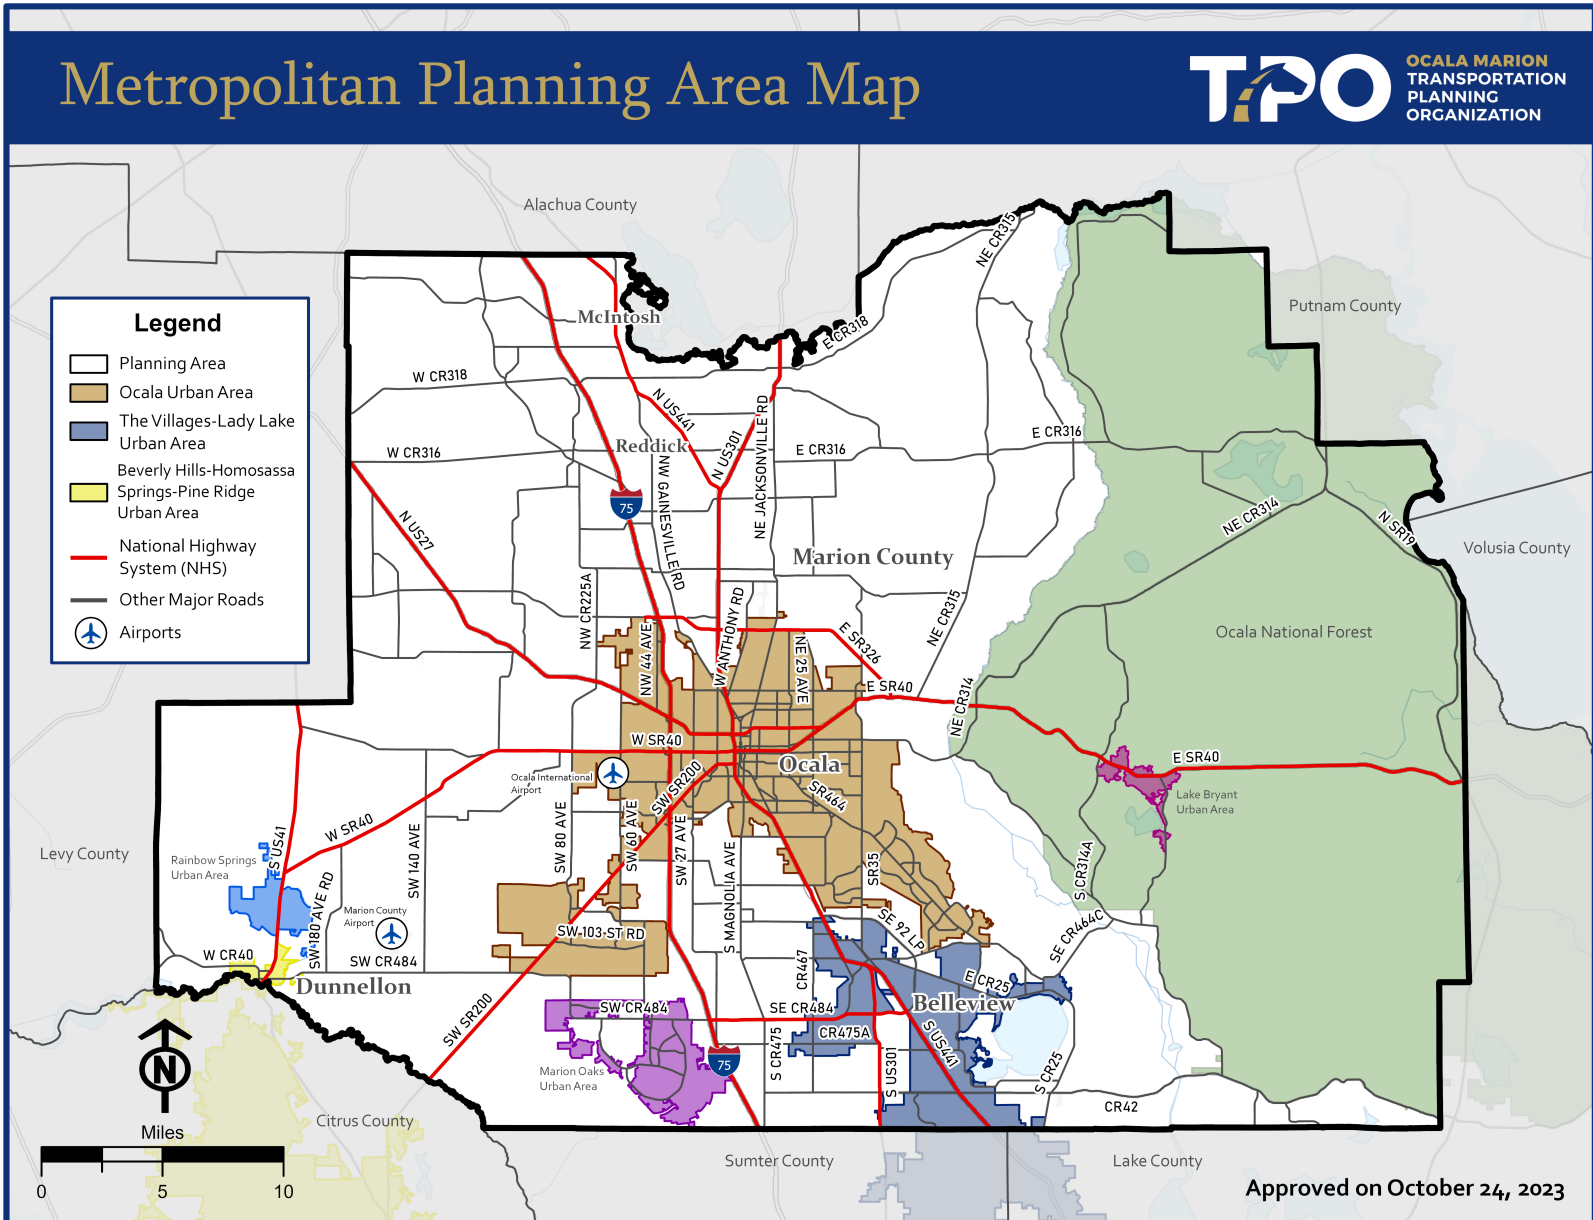 Metropolitan Planning Area Map
TPO
OCALA MARION
TRANSPORTATION
PLANNING
ORGANIZATION
Alachua County
Putnam County
Volusia County
Levy County
Citrus County
Sumter County
Lake County
Legend
Planning Area
Ocala Urban Area
The Villages-Lady Lake
Urban Area
Beverly Hills-Homosassa
Springs-Pine Ridge
Urban Area
National Highway
System (NHS)
Other Major Roads
Airports
NE CR315
McIntosh
E CR318
W CR318
N US441
NE JACKSONVILLE RD
Reddick
N US301
W CR316
E CR316
E CR316
75
NW GAINESVILLE RD
N US27
NE CR314
N SR19
Marion County
NW CR225A
W ANTHONY RD
NE CR315
NW 44 AVE
NE 25 AVE
E SR326
Ocala National Forest
E SR40
NE CR314
W SR40
Ocala
E SR40
Ocala International
Airport
SW SR200
SR464
Lake Bryant
Urban Area
W SR40
S US41
SW 140 AVE
SW 80 AVE
SW 60 AVE
SW 27 AVE
S MAGNOLIA AVE
SR35
S CR314A
Rainbow Springs
Urban Area
SW 180 AVE RD
Marion County
Airport
SW 103 ST RD
SE 92 LP
SE CR464C
W CR40
SW CR484
CR467
E CR25
Dunnellon
Belleview
SW SR200
SW CR484
SE CR484
CR475A
S US441
S CR475
75
S US301
S CR25
Marion Oaks
Urban Area
CR42
N
Miles
0
5
10
Approved on October 24, 2023